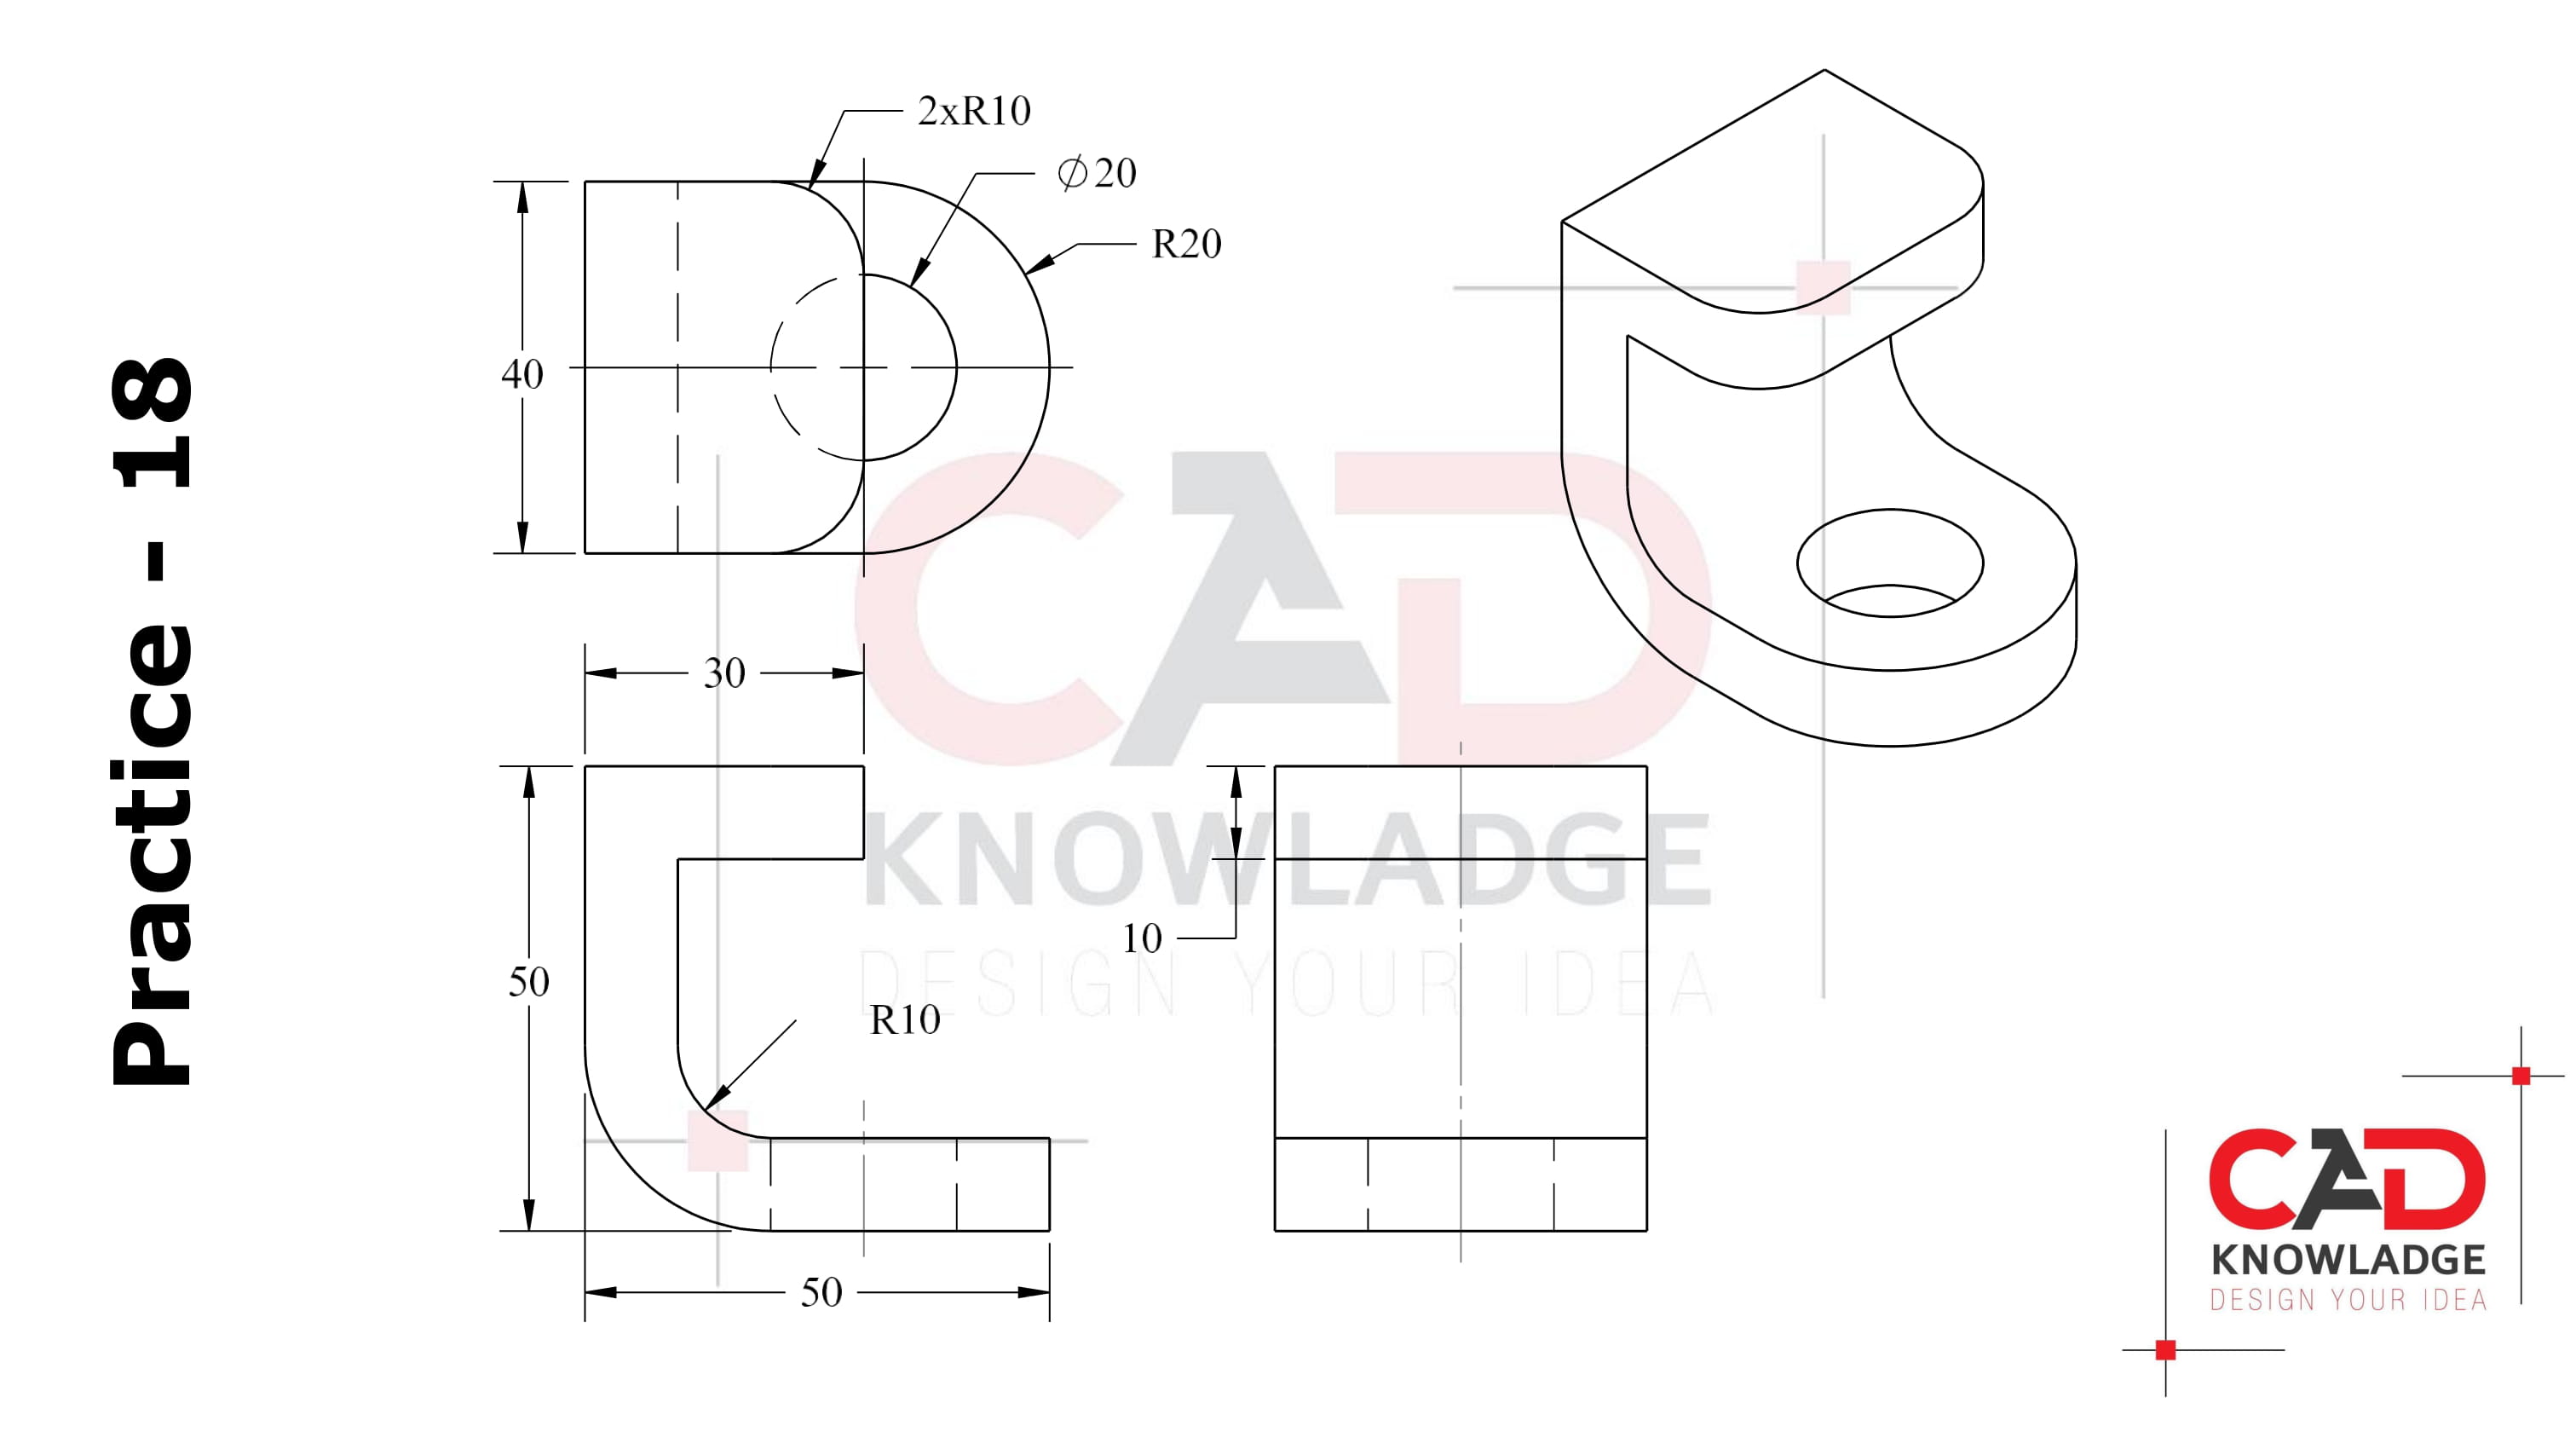 Practice - 18
2xR10
⌀20
R20
40
30
50
R10
50
10
CAD
KNOWLADGE
DESIGN YOUR IDEA
CAD
KNOWLADGE
DESIGN YOUR IDEA